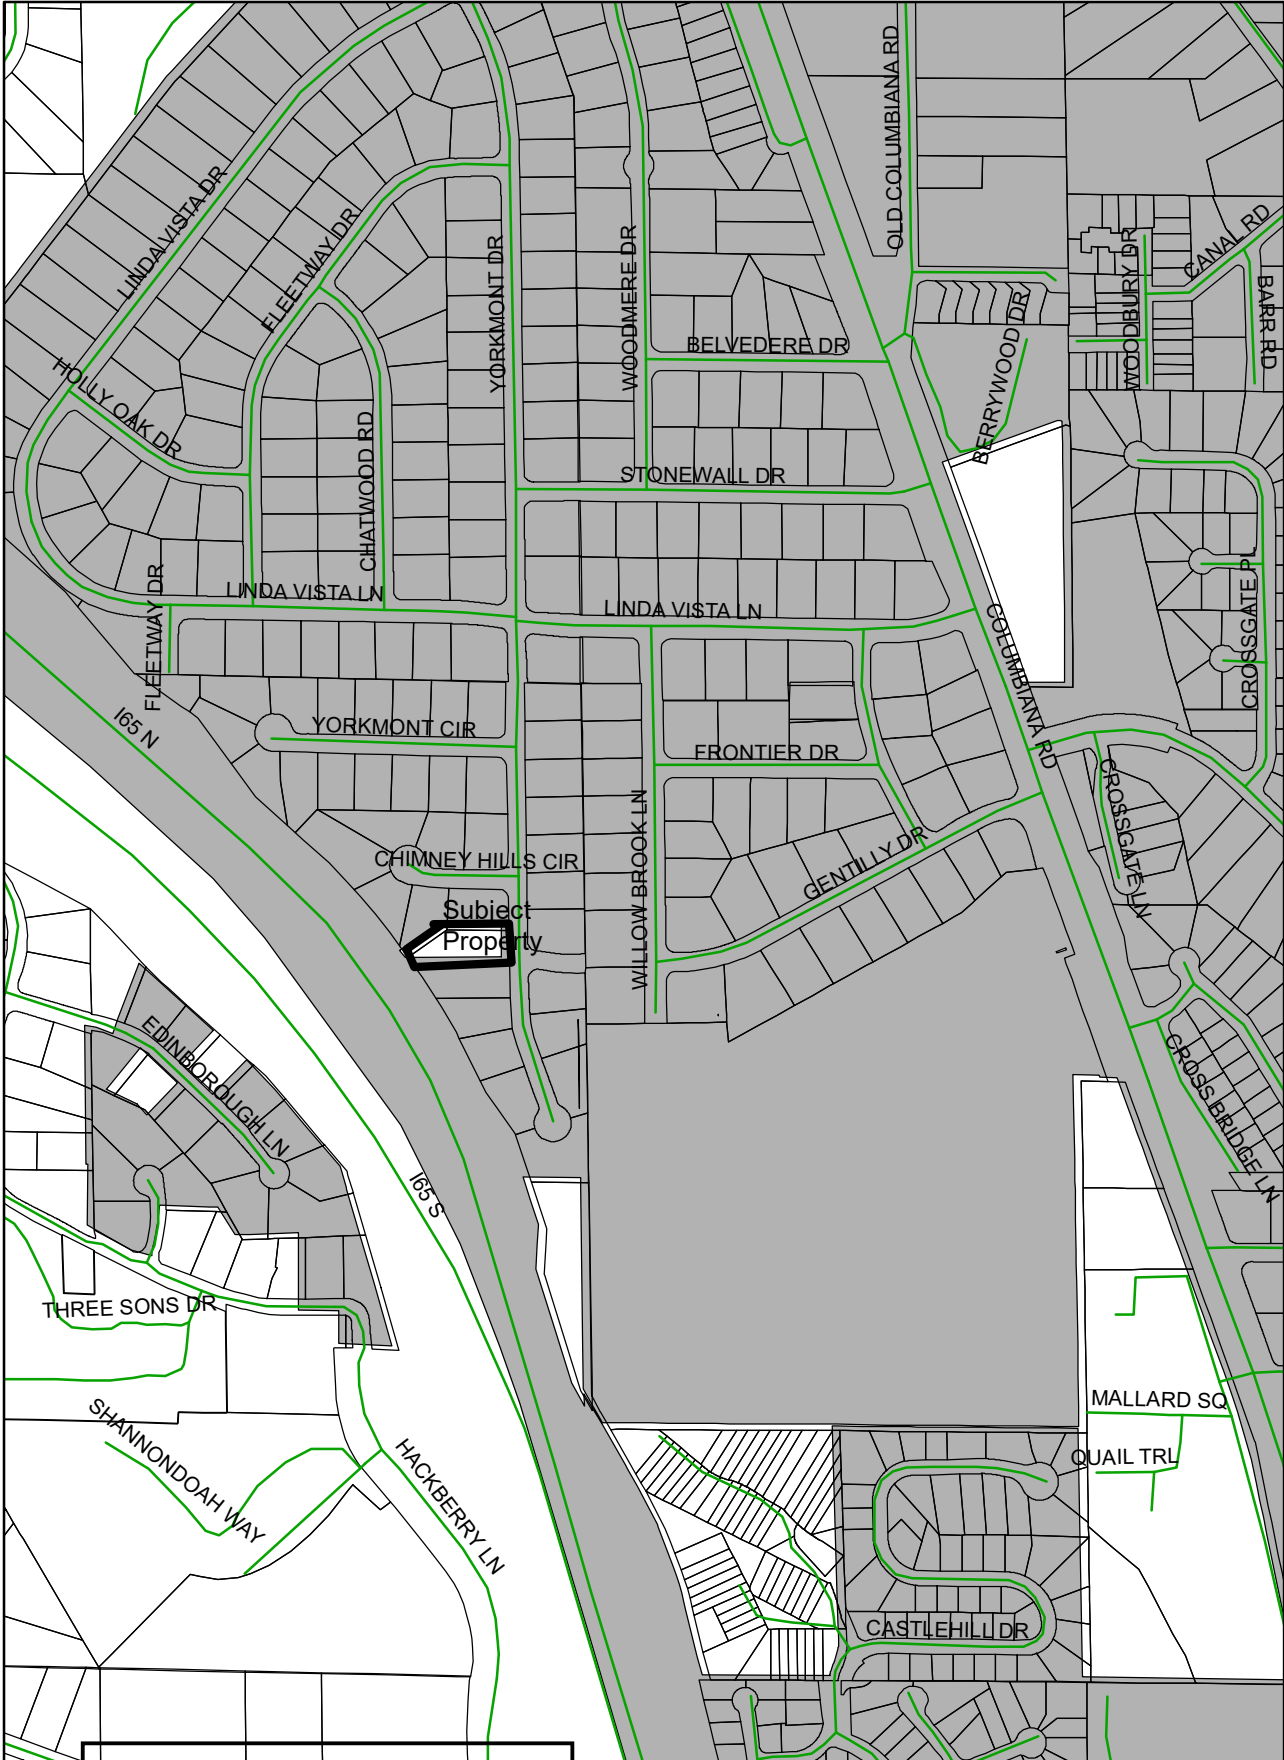 OLD COLUMBIANA RD
LINDA VISTA DR
FLEETWAY DR
YORKMONT DR
WOODMERE DR
CANAL RD
WOODBURY DR
BARR RD
BELVEDERE DR
BERRYWOOD DR
HOLLY OAK DR
CHATWOOD RD
STONEWALL DR
CROSSGATE PL
FLEETWAY DR
LINDA VISTA LN
LINDA VISTA LN
COLUMBIANA RD
I65 N
YORKMONT CIR
FRONTIER DR
CROSSGATE LN
WILLOW BROOK LN
CHIMNEY HILLS CIR
GENTILLY DR
Subject
Property
EDINBOROUGH LN
CROSS BRIDGE LN
I65 S
THREE SONS DR
MALLARD SQ
QUAIL TRL
SHANNONDOAH WAY
HACKBERRY LN
CASTLEHILL DR